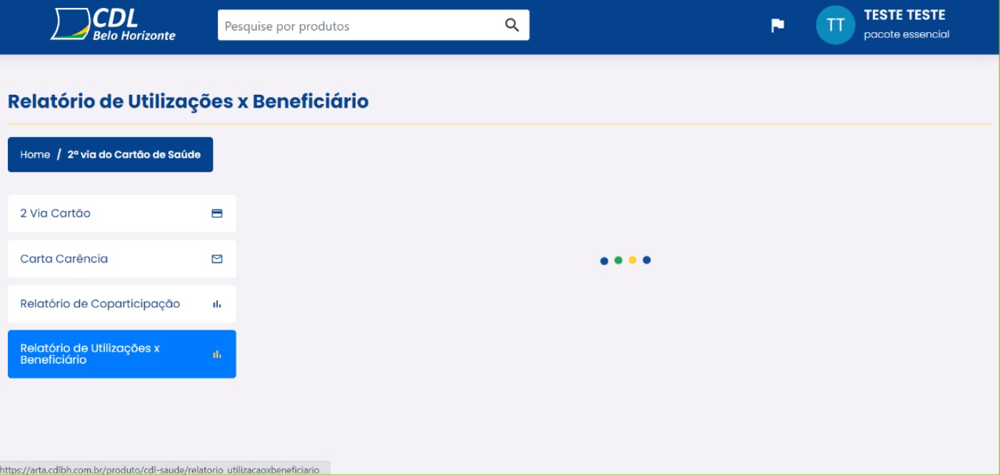 CDL
Belo Horizonte
Pesquise por produtos
TT
TESTE TESTE
pacote essencial
Relatório de Utilizações x Beneficiário
Home / 2ª via do Cartão de Saúde
2 Via Cartão
Carta Carência
Relatório de Coparticipação
Relatório de Utilizações x
Beneficiário
https://arta.cdlbh.com.br/produto/cdl-saude/relatorio_utilizacaoxbeneficiario